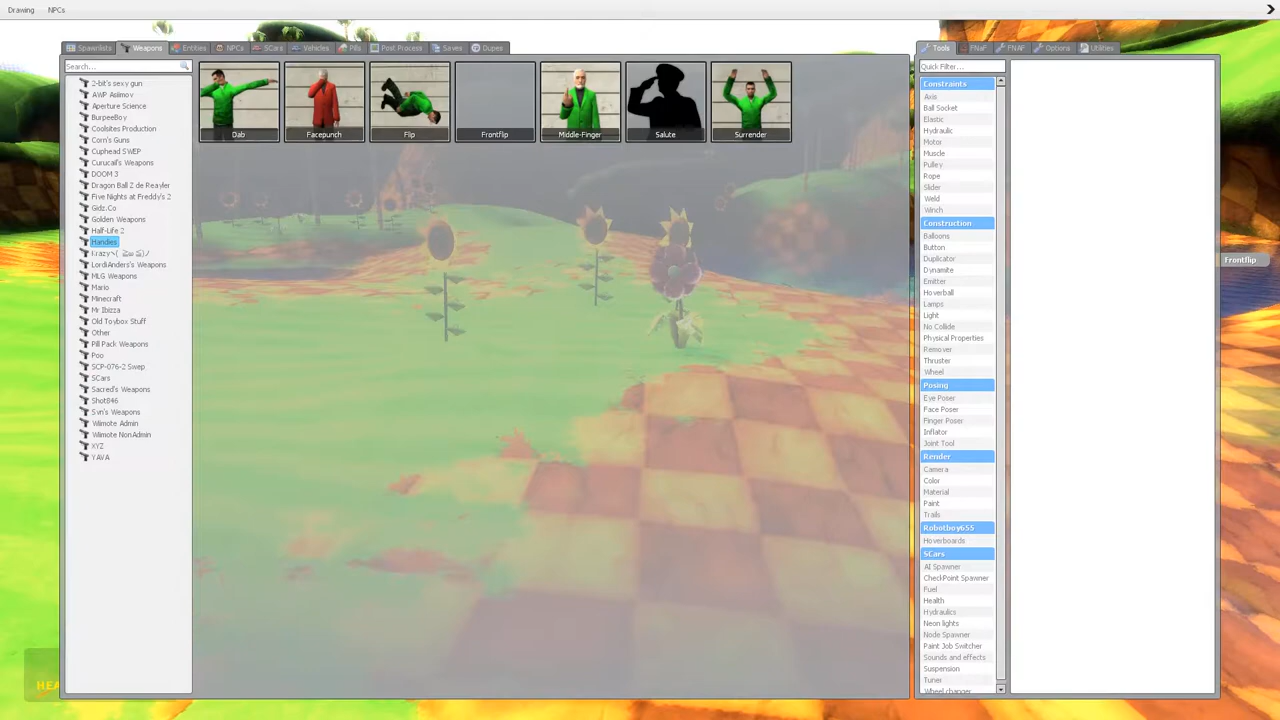 Drawing NPCs
Spawnlists Weapons Entities NPCs SCars Vehicles Pills Post Process Saves Dupes
Search...
2-bit's sexy gun
AWP Asiimov
Aperture Science
BurpeeBoy
Coolsites Production
Corn's Guns
Cuphead SWEP
Curucail's Weapons
DOOM 3
Dragon Ball Z de Reayler
Five Nights at Freddy's 2
Gidz.Co
Golden Weapons
Half-Life 2
Handies
LordiAnders's Weapons
MLG Weapons
Mario
Minecraft
Mr Ibizza
Old Toybox Stuff
Other
Pill Pack Weapons
Poo
SCP-076-2 Swep
SCars
Sacred's Weapons
Shot846
Syn's Weapons
Wiimote Admin
Wiimote NonAdmin
XYZ
YAVA
Dab
Facepunch
Flip
Frontflip
Middle-Finger
Salute
Surrender
Tools FNaF FNAF Options Utilities
Quick Filter...
Constraints
Axis
Ball Socket
Elastic
Hydraulic
Motor
Muscle
Pulley
Rope
Slider
Weld
Winch
Construction
Balloons
Button
Duplicator
Dynamite
Emitter
Hoverball
Lamps
Light
No Collide
Physical Properties
Remover
Thruster
Wheel
Posing
Eye Poser
Face Poser
Finger Poser
Inflator
Joint Tool
Render
Camera
Color
Material
Paint
Trails
Robotboy655
Hoverboards
SCars
AI Spawner
CheckPoint Spawner
Fuel
Health
Hydraulics
Neon lights
Node Spawner
Paint Job Switcher
Sounds and effects
Suspension
Tuner
Wheel changer
Frontflip
HEA